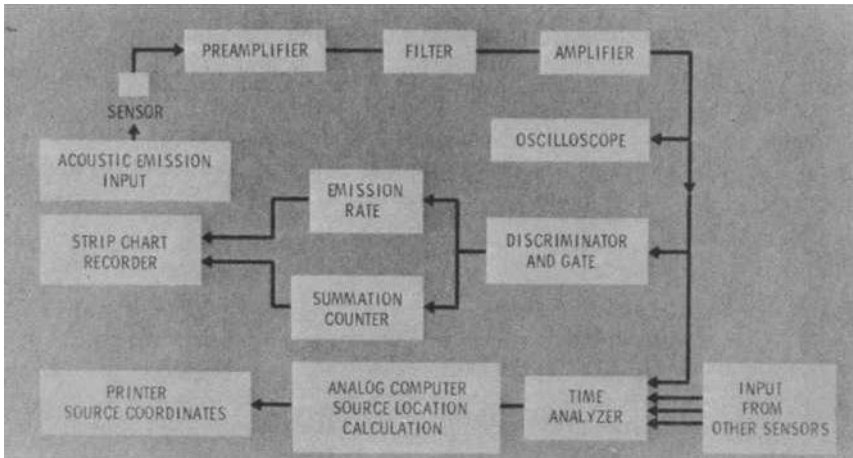 PREAMPLIFIER
FILTER
AMPLIFIER
SENSOR
OSCILLOSCOPE
ACOUSTIC EMISSION
INPUT
EMISSION
RATE
STRIP CHART
RECORDER
DISCRIMINATOR
AND GATE
SUMMATION
COUNTER
PRINTER
SOURCE COORDINATES
ANALOG COMPUTER
SOURCE LOCATION
CALCULATION
TIME
ANALYZER
INPUT
FROM
OTHER SENSORS